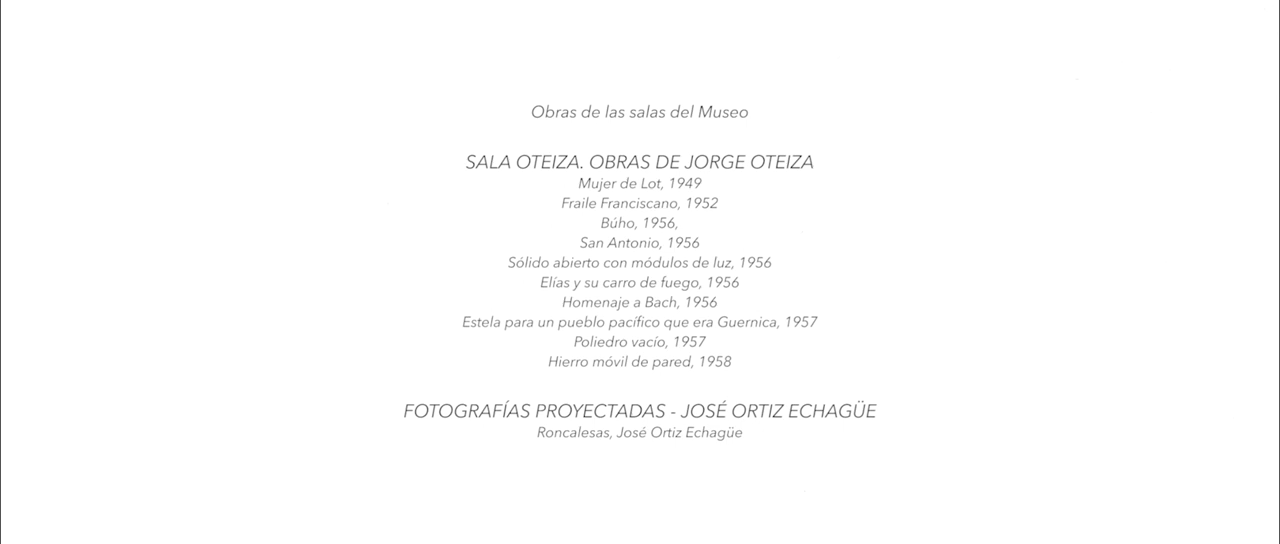 Obras de las salas del Museo
SALA OTEIZA. OBRAS DE JORGE OTEIZA
Mujer de Lot, 1949
Fraile Franciscano, 1952
Búho, 1956,
San Antonio, 1956
Sólido abierto con módulos de luz, 1956
Elías y su carro de fuego, 1956
Homenaje a Bach, 1956
Estela para un pueblo pacífico que era Guernica, 1957
Poliedro vacío, 1957
Hierro móvil de pared, 1958
FOTOGRAFÍAS PROYECTADAS - JOSÉ ORTIZ ECHAGÜE
Roncalesas, José Ortiz Echagüe